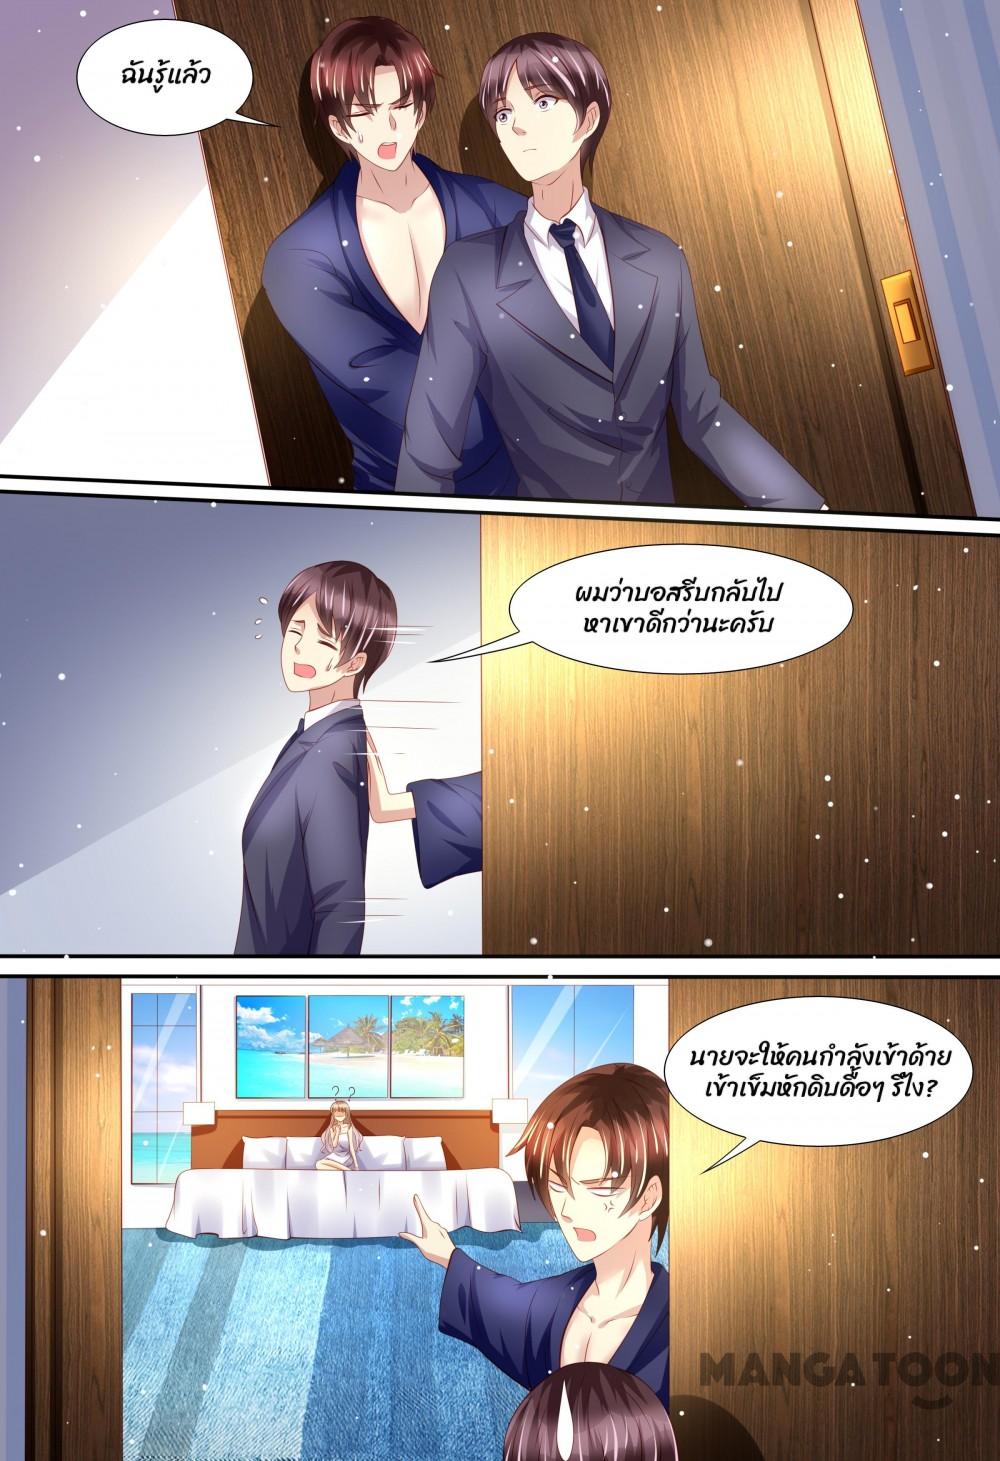 ฉันรู้แล้ว
ผมว่าบอสรีบกลับไป
หาเขาดีกว่านะครับ
? ?
นายจะให้คนกำลังเข้าด้าย
เข้าเข็มหักดิบดื้อๆ รึไง?
MANGA TOON